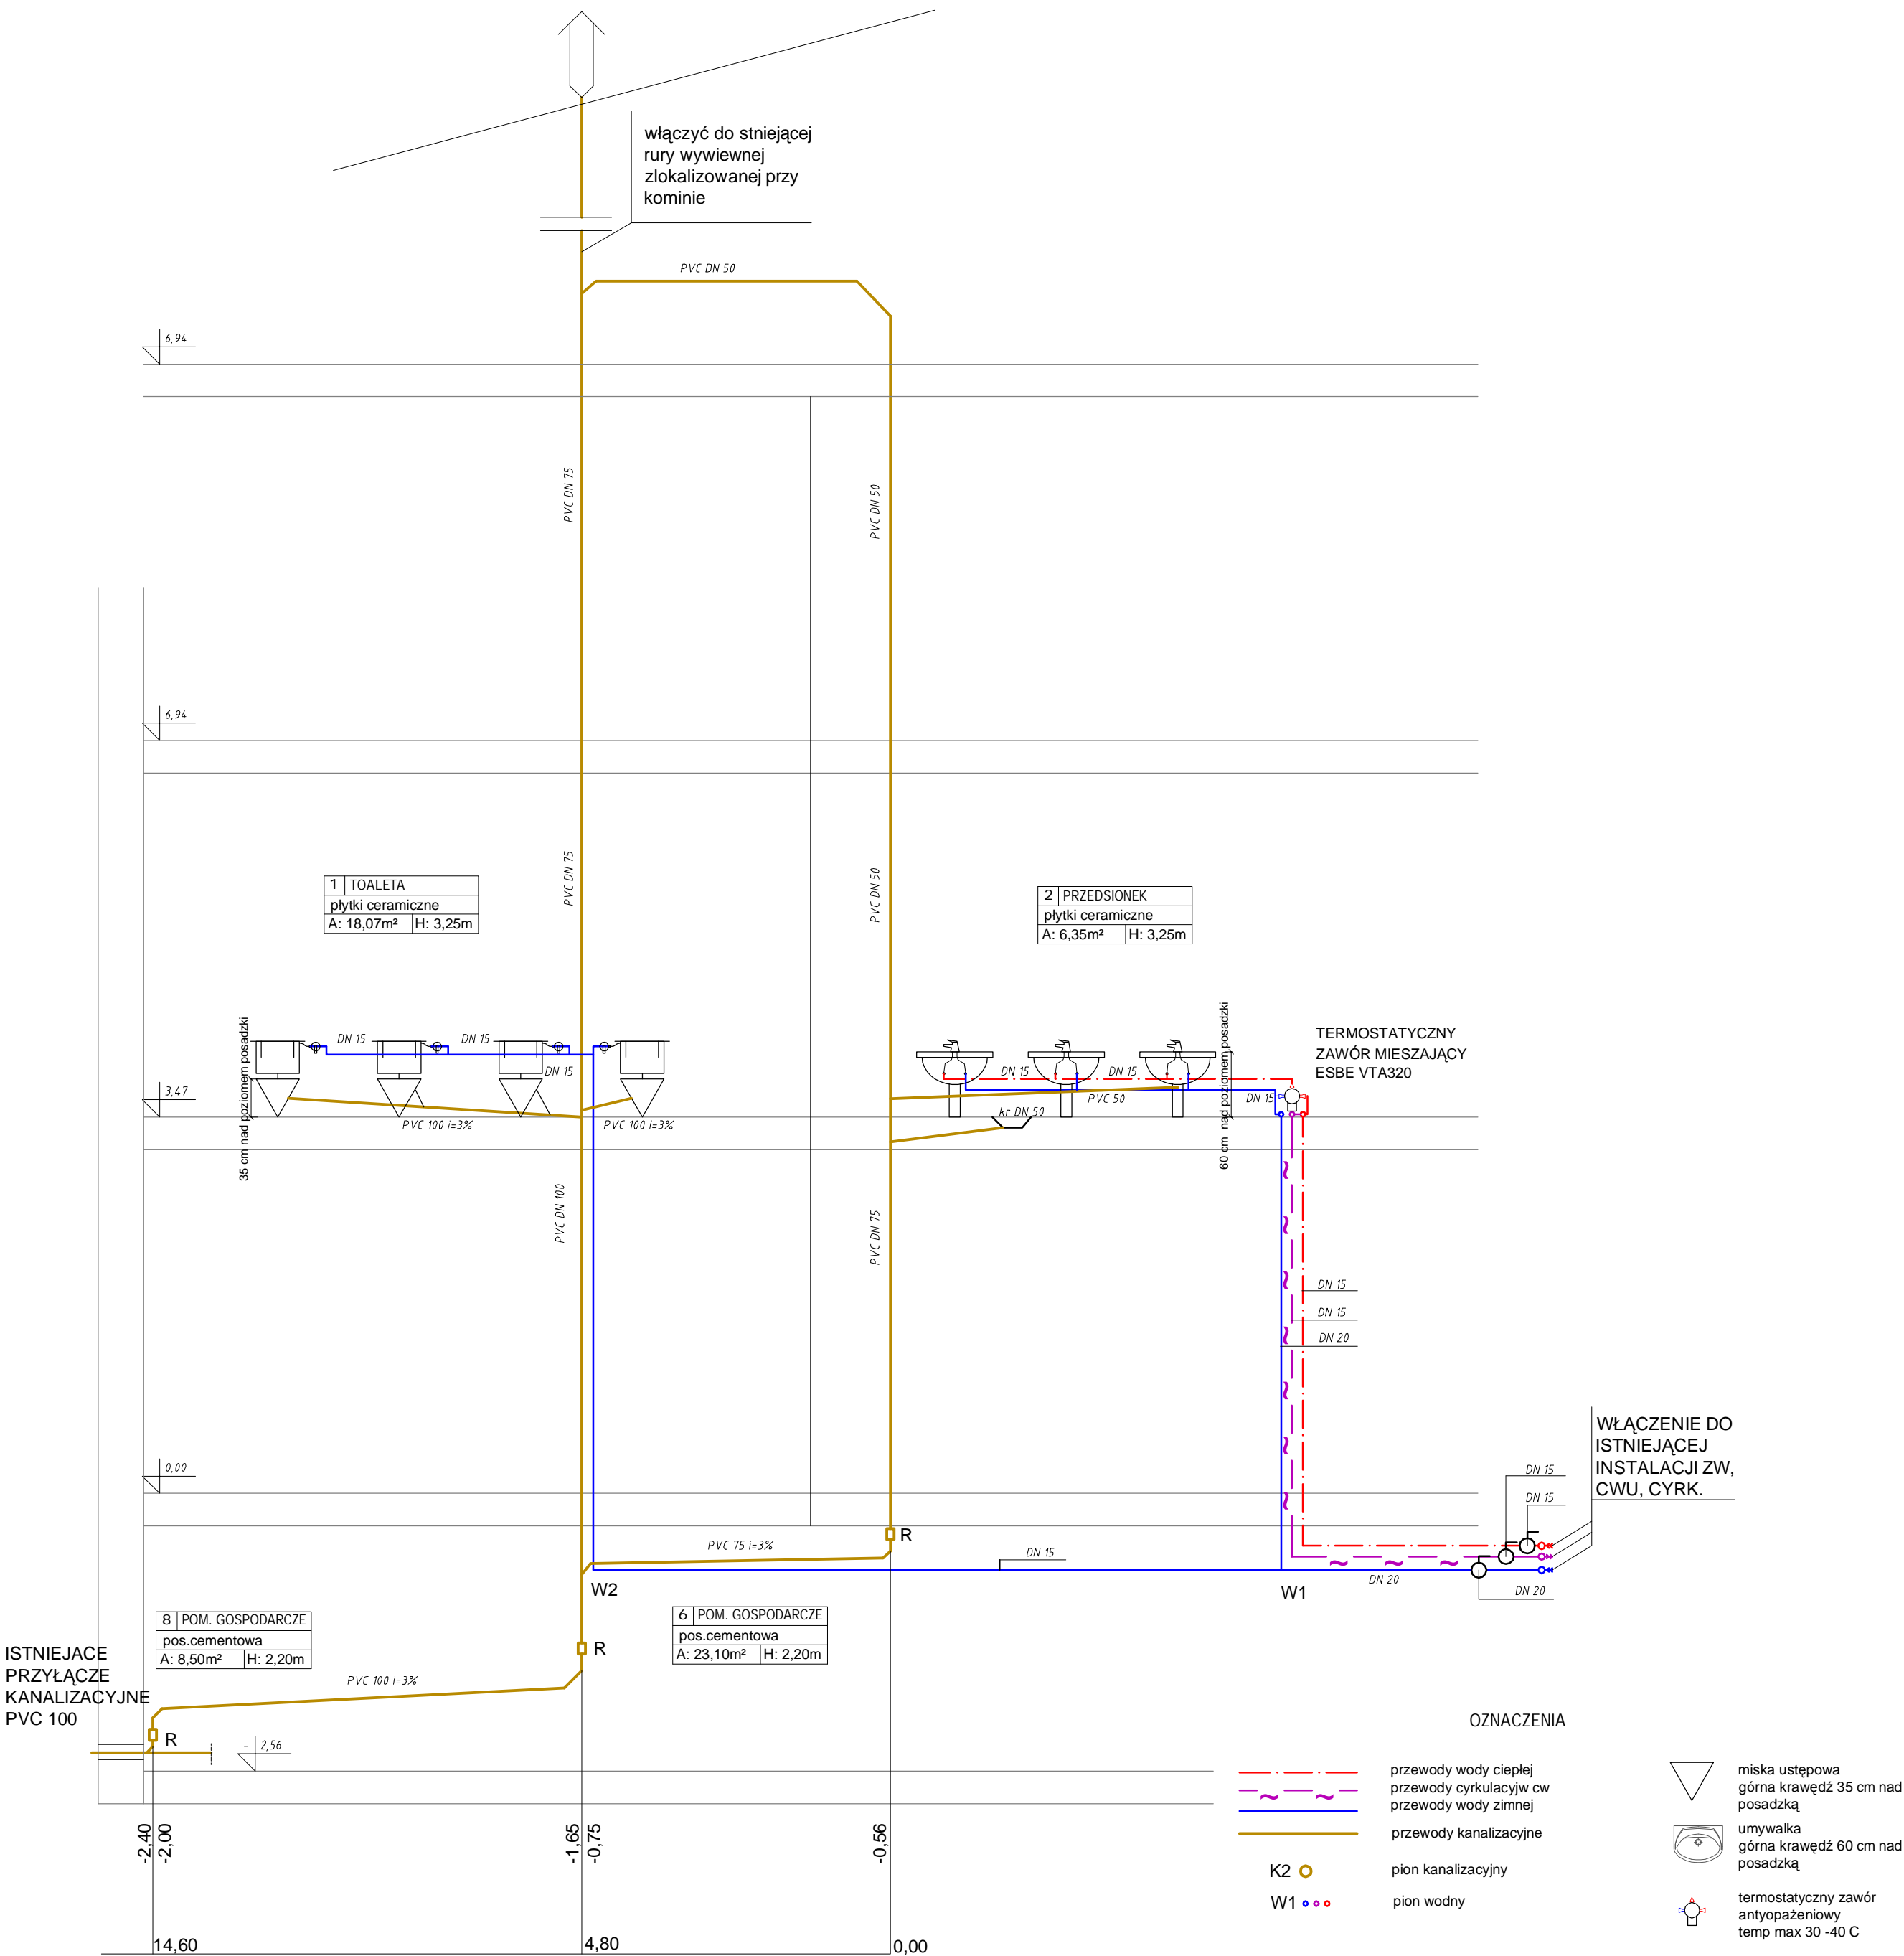 włączyć do stniejącej
rury wywiewnej
zlokalizowanej przy
kominie
PVC DN 50
6,94
PVC DN 75
PVC DN 50
6,94
PVC DN 75
PVC DN 50
1 TOALETA
płytki ceramiczne
A: 18,07m² H: 3,25m
2 PRZEDSIONEK
płytki ceramiczne
A: 6,35m² H: 3,25m
35 cm nad poziomem posadzki
DN 15
DN 15
DN 15
60 cm nad poziomem posadzki
TERMOSTATYCZNY
ZAWÓR MIESZAJĄCY
ESBE VTA320
DN 15
DN 15
DN 15
PVC 50
kr DN 50
3,47
PVC 100 i=3%
PVC 100 i=3%
PVC DN 100
PVC DN 75
DN 15
DN 15
DN 20
WŁĄCZENIE DO
ISTNIEJĄCEJ
INSTALACJI ZW,
CWU, CYRK.
0,00
DN 15
DN 15
R
PVC 75 i=3%
DN 15
DN 20
DN 20
W2
W1
8 POM. GOSPODARCZE
pos.cementowa
A: 8,50m² H: 2,20m
6 POM. GOSPODARCZE
pos.cementowa
A: 23,10m² H: 2,20m
R
ISTNIEJACE
PRZYŁĄCZE
KANALIZACYJNE
PVC 100
PVC 100 i=3%
R
- 2,56
-2,40
-2,00
-1,65
-0,75
-0,56
14,60
4,80
0,00
OZNACZENIA
przewody wody ciepłej
przewody cyrkulacyjw cw
przewody wody zimnej
przewody kanalizacyjne
K2 pion kanalizacyjny
W1 pion wodny
miska ustępowa
górna krawędź 35 cm nad
posadzką
umywalka
górna krawędź 60 cm nad
posadzką
termostatyczny zawór
antyopażeniowy
temp max 30 -40 C